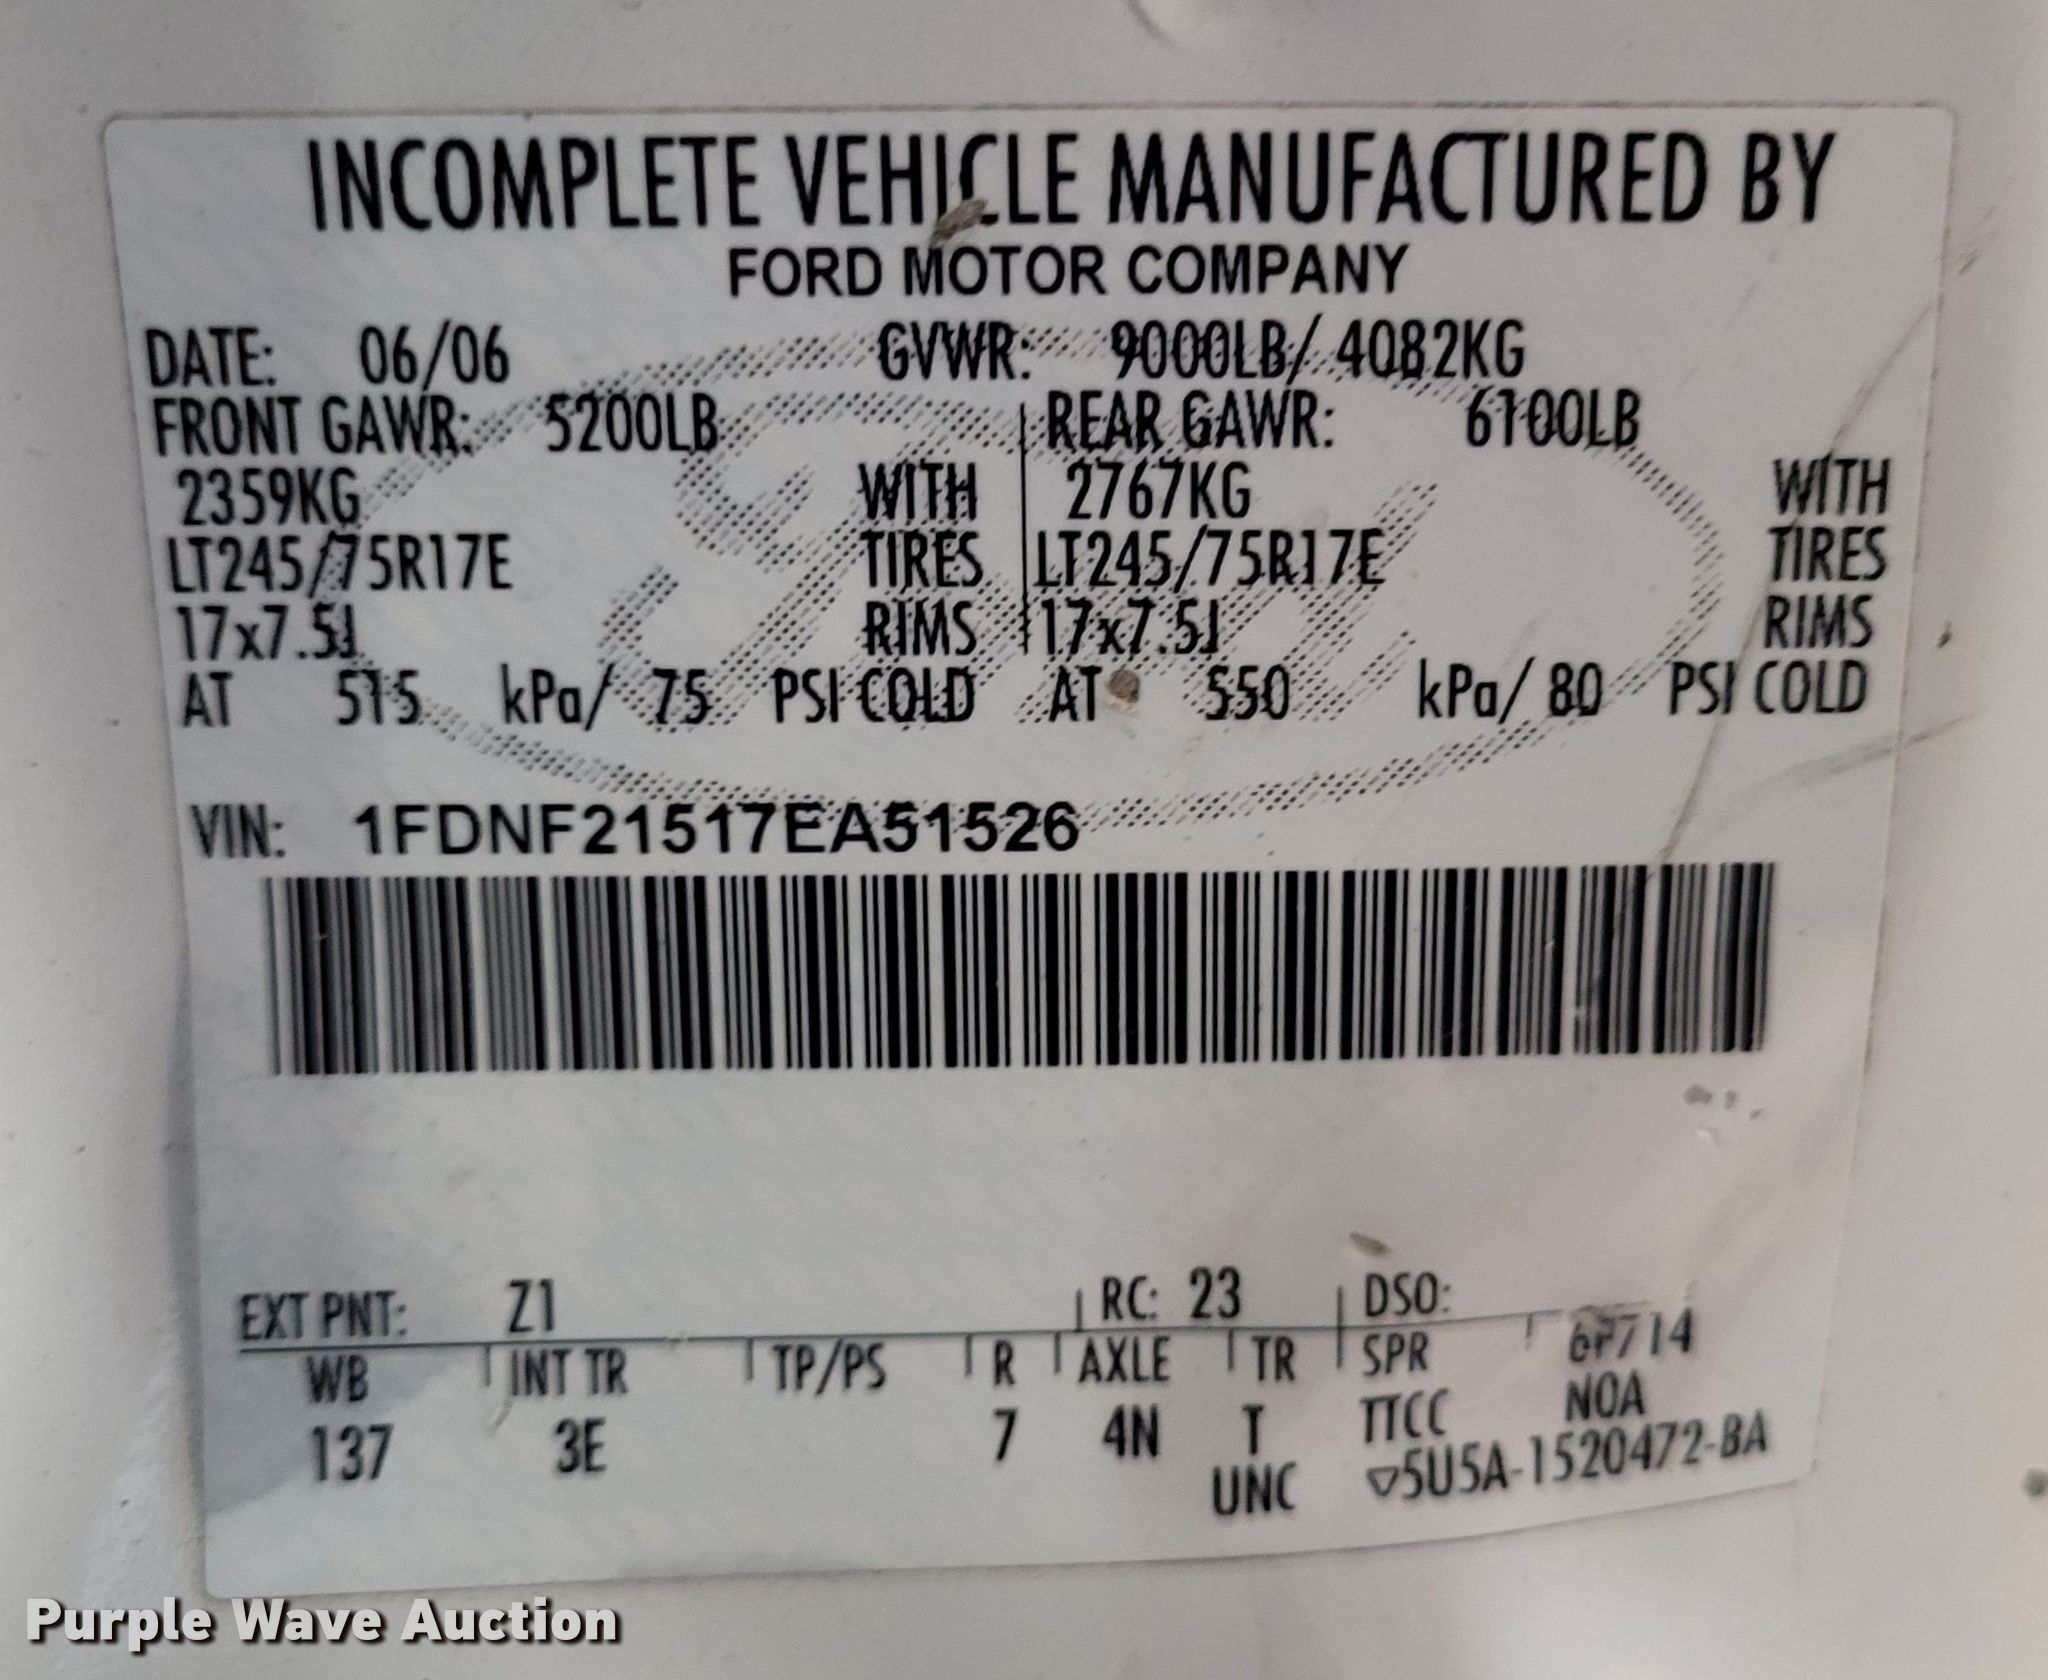 INCOMPLETE VEHICLE MANUFACTURED BY
FORD MOTOR COMPANY
DATE: 06/06 GVWR: 9000LB/ 4082KG
FRONT GAWR: 5200LB REAR GAWR: 6100LB
2359KG WITH 2767KG WITH
LT245/75R17E TIRES LT245/75R17E TIRES
17x7.5J RIMS 17x7.5J RIMS
AT 515 kPa/ 75 PSI COLD AT 550 kPa/ 80 PSI COLD
VIN: 1FDNF21517EA51526
EXT PNT: Z1 RC: 23 DSO:
WB INT TR TP/PS R AXLE TR SPR 6P714
137 3E 7 4N T TTCC NOA
UNC ▽5U5A-1520472-BA
Purple Wave Auction